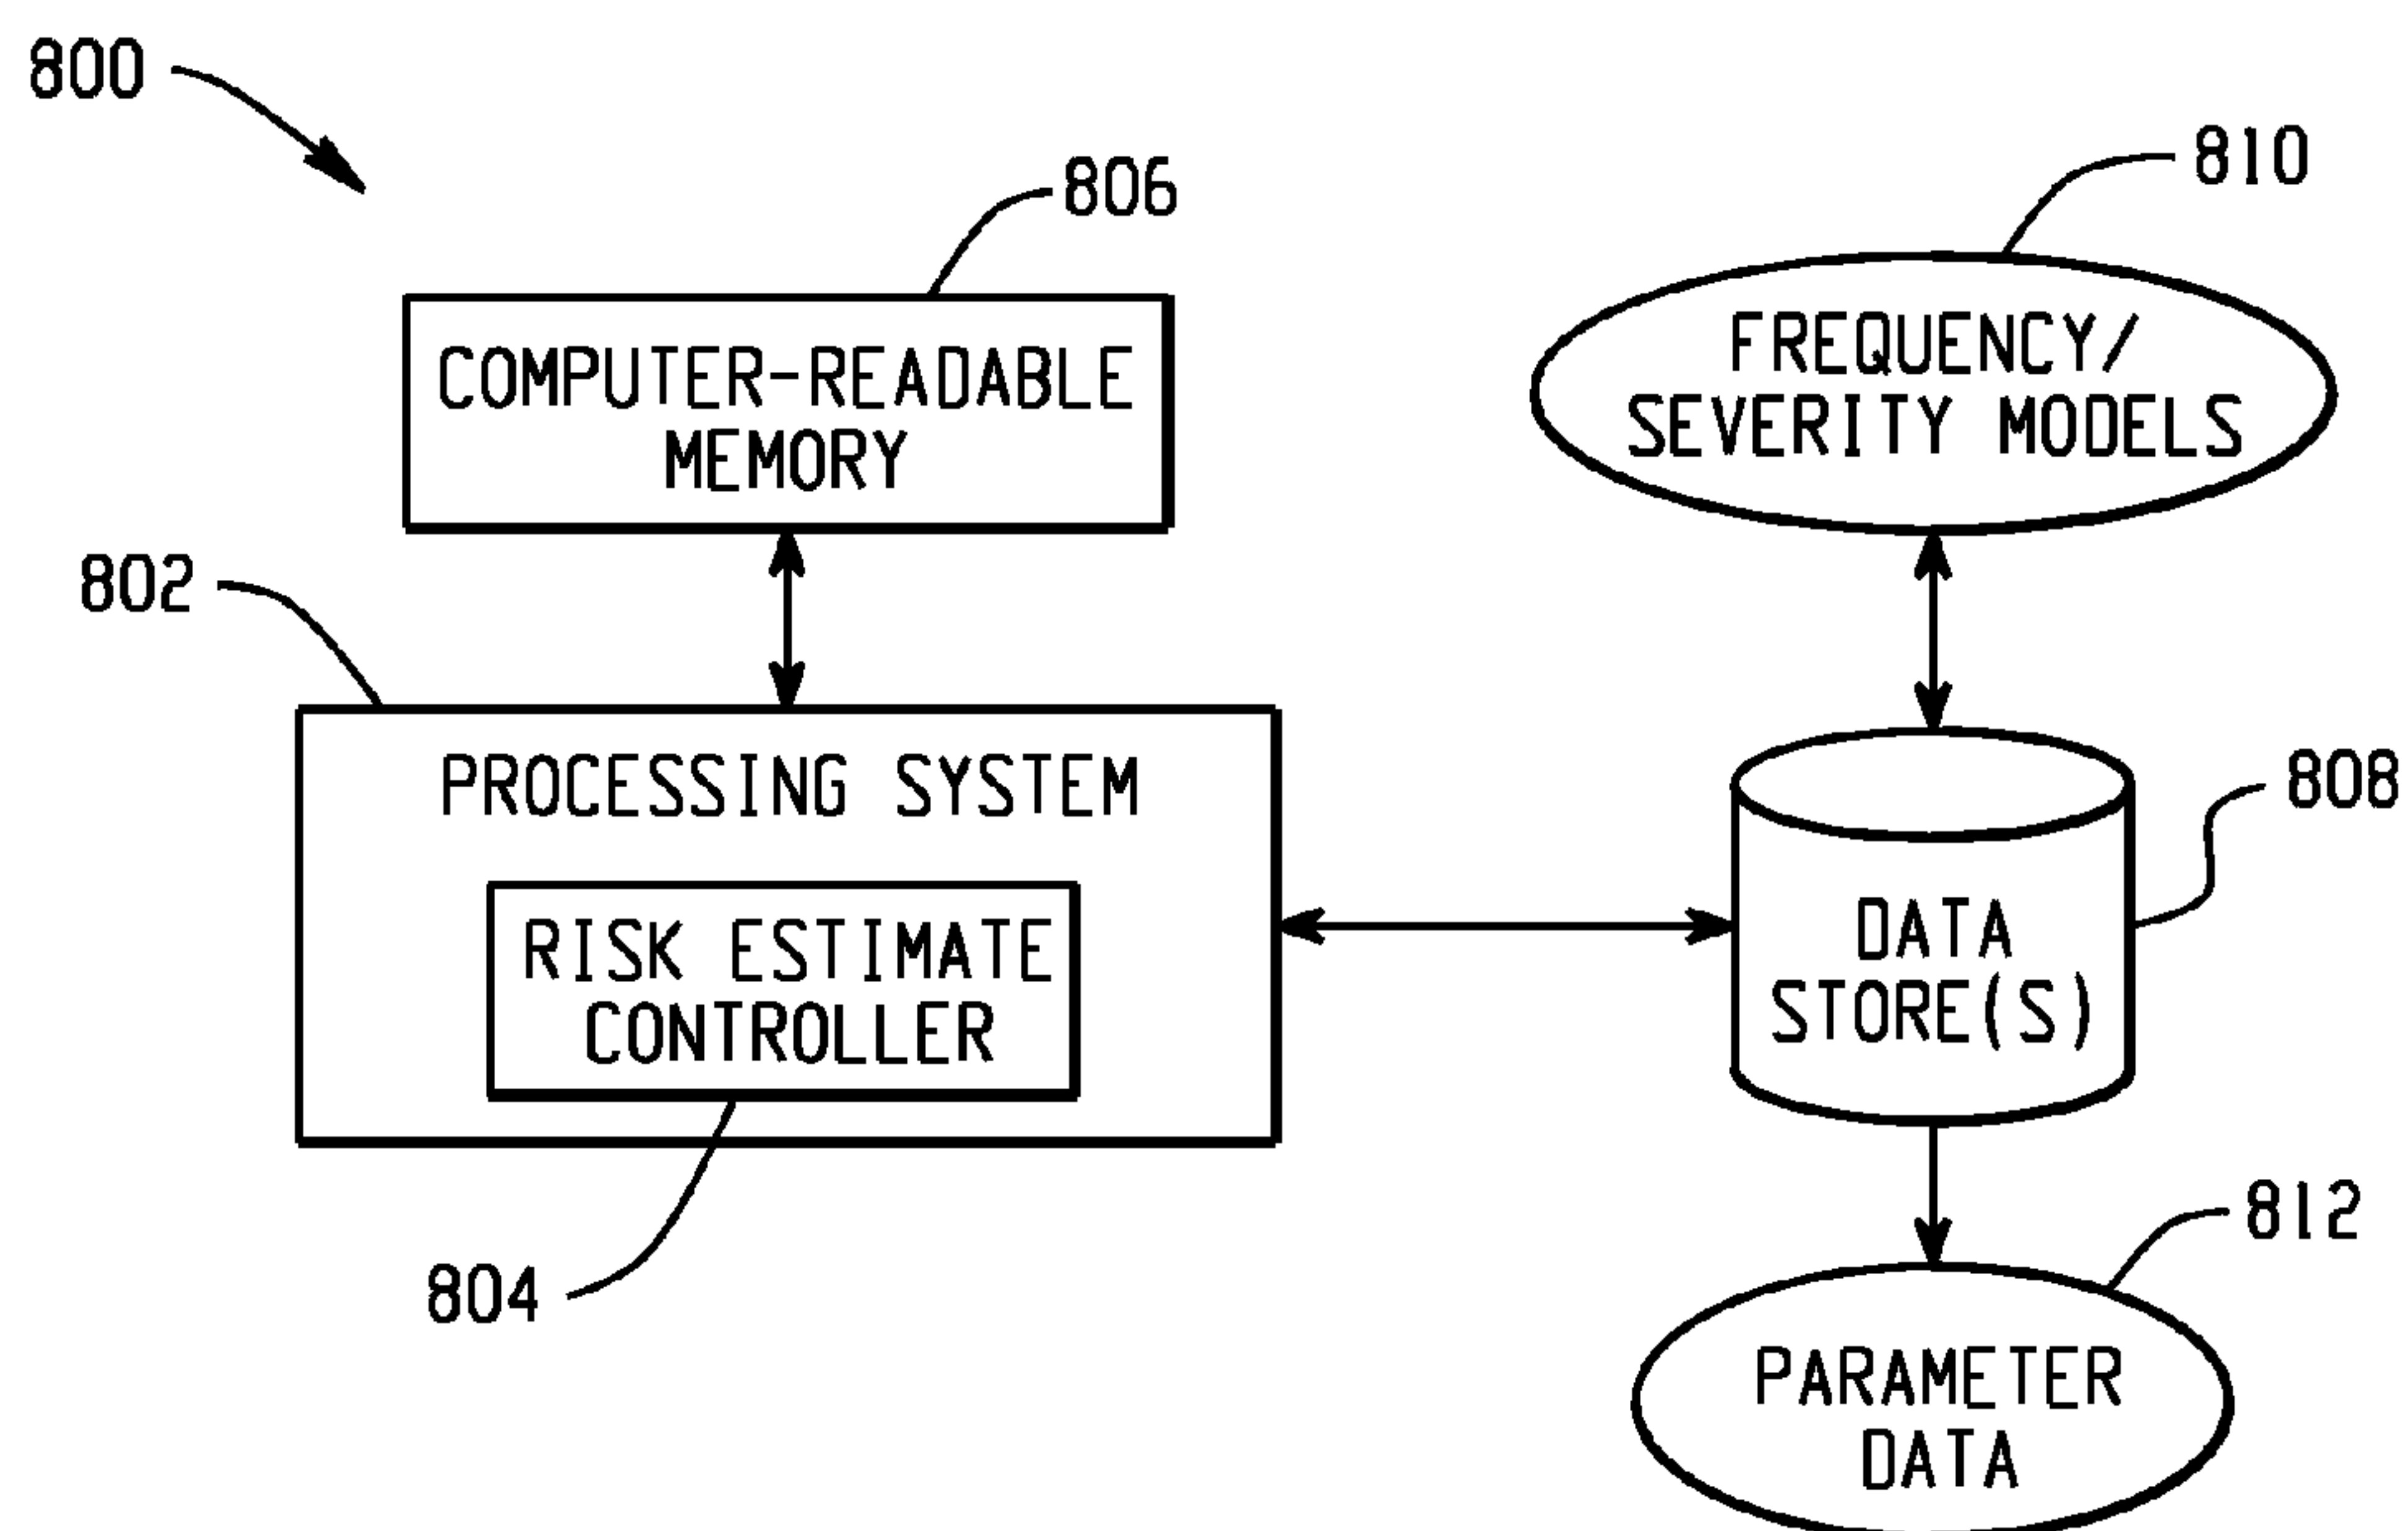 800
806
810
COMPUTER-READABLE
MEMORY
FREQUENCY/
SEVERITY MODELS
802
PROCESSING SYSTEM
808
RISK ESTIMATE
CONTROLLER
DATA
STORE(S)
804
812
PARAMETER
DATA